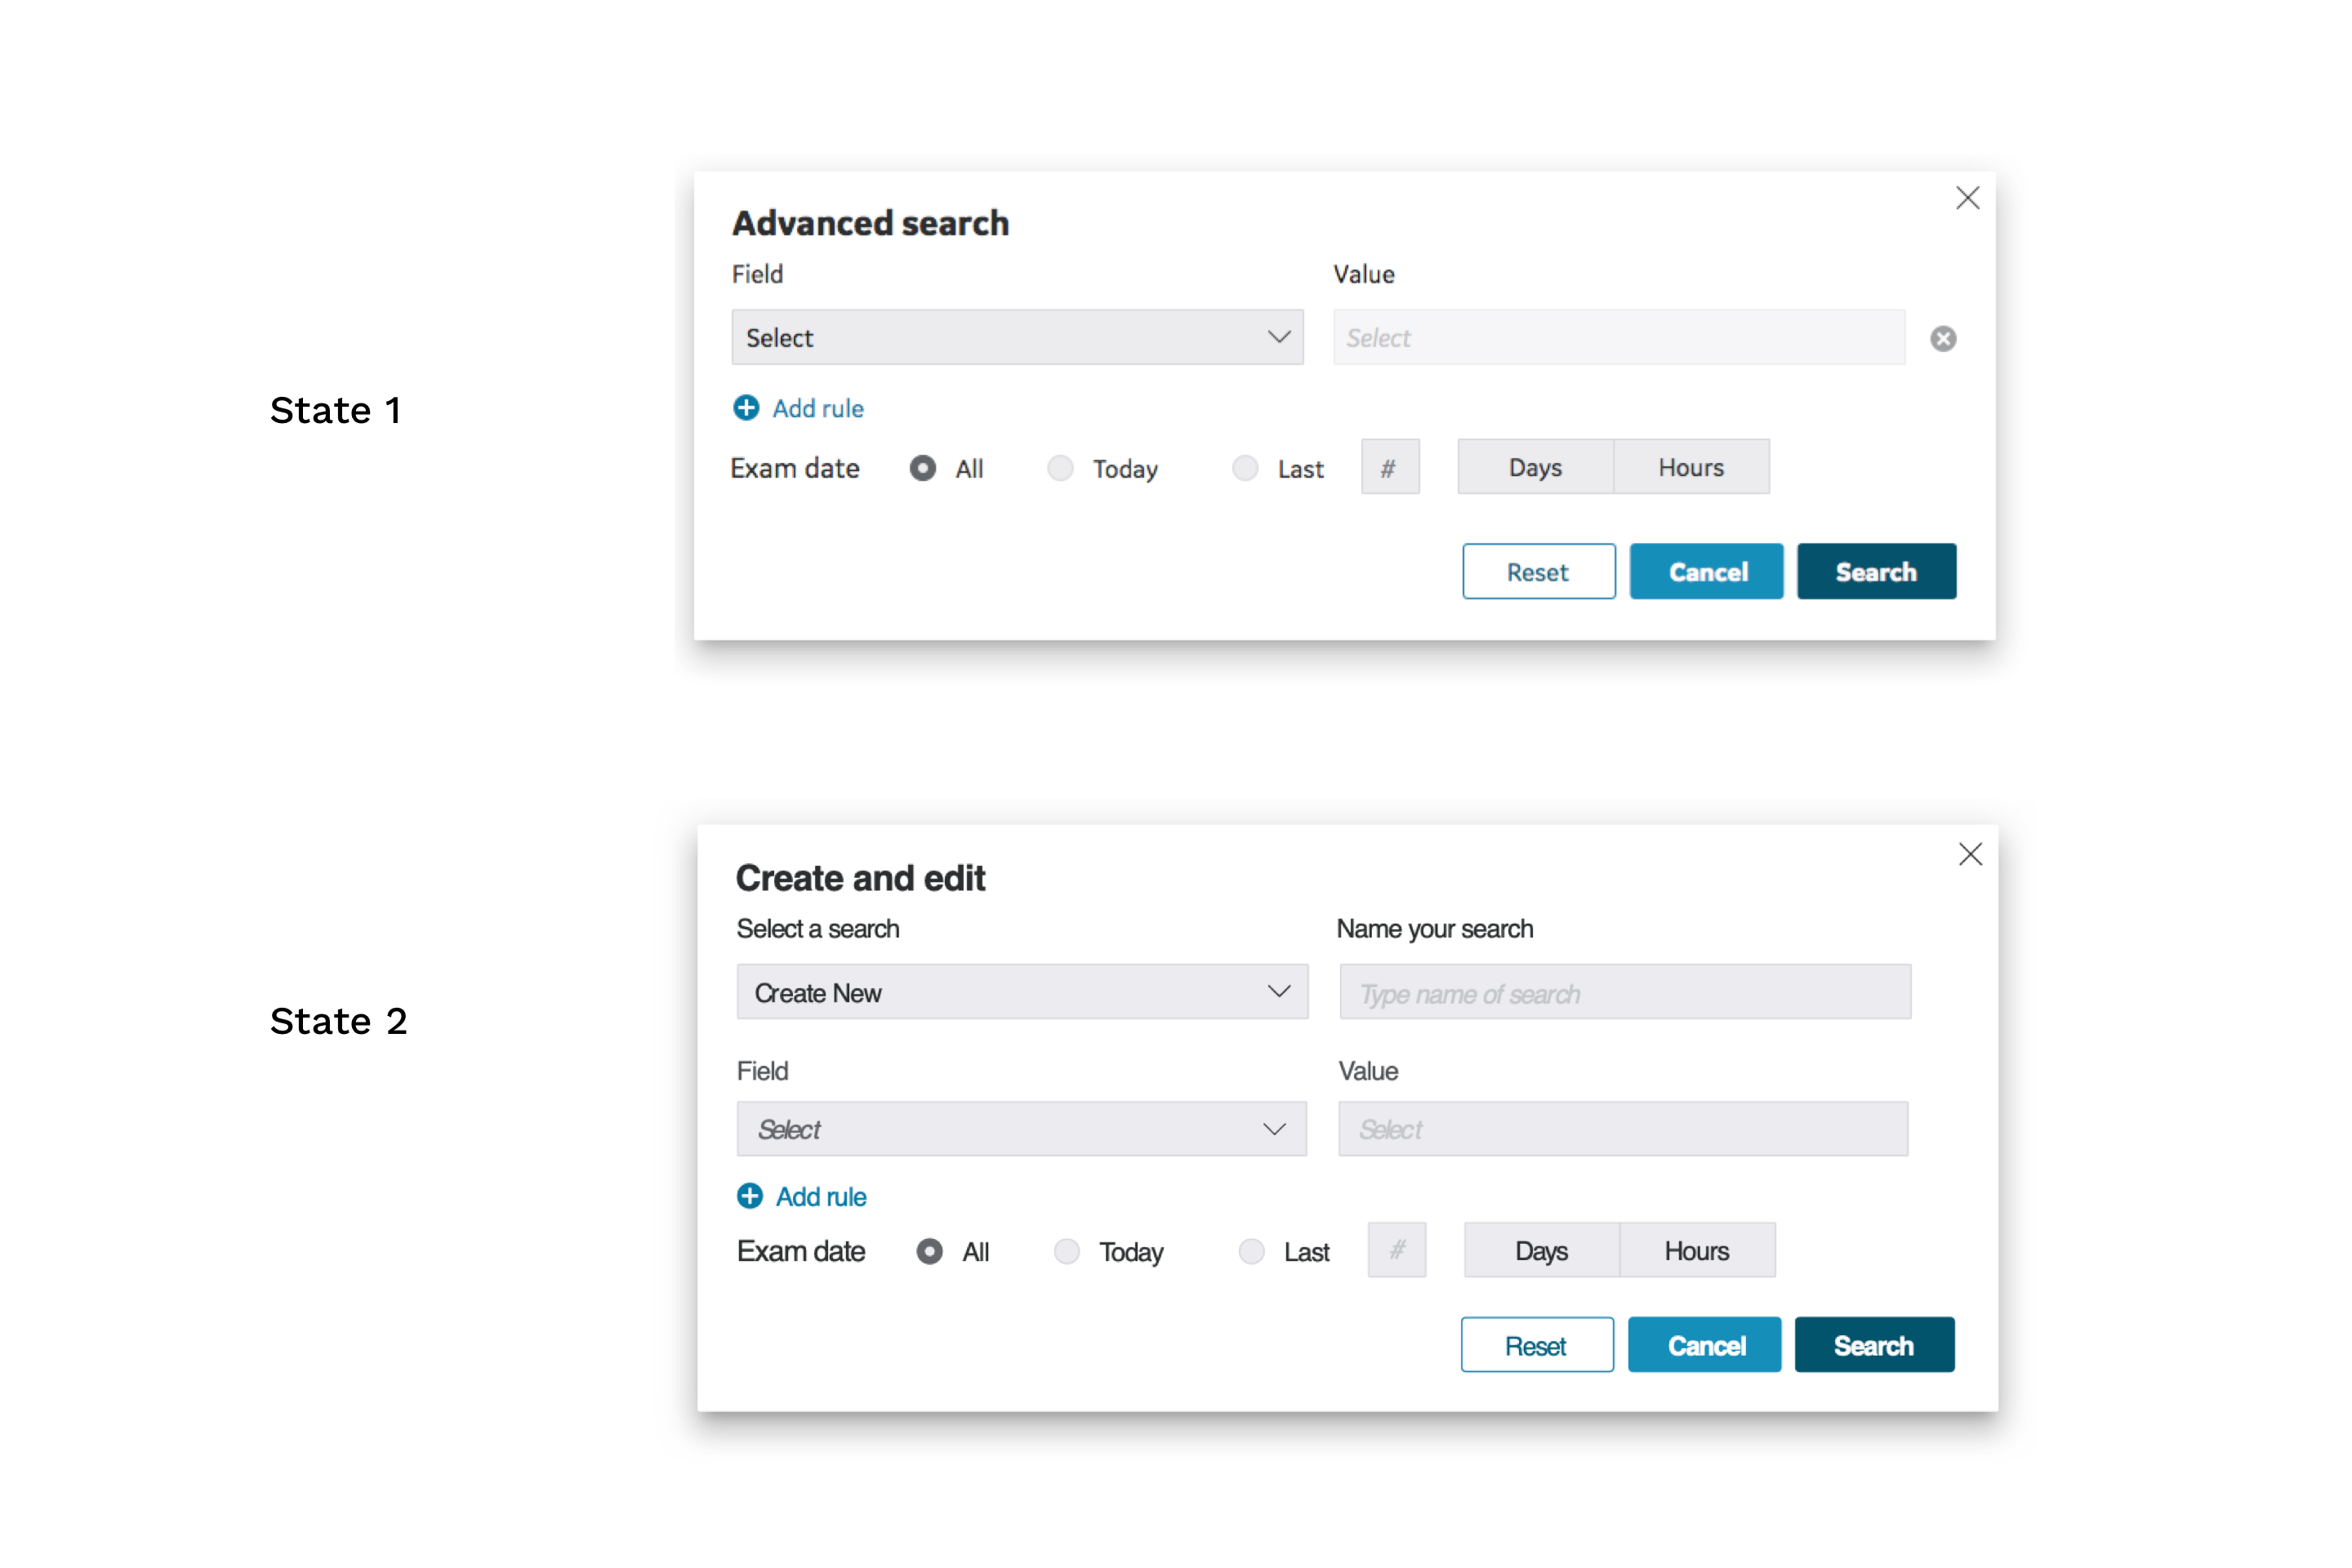 Advanced search
Field Value
Select Select
State 1
Add rule
Exam date All Today Last # Days Hours
Reset Cancel Search
Create and edit
Select a search Name your search
Create New Type name of search
State 2
Field Value
Select Select
Add rule
Exam date All Today Last # Days Hours
Reset Cancel Search